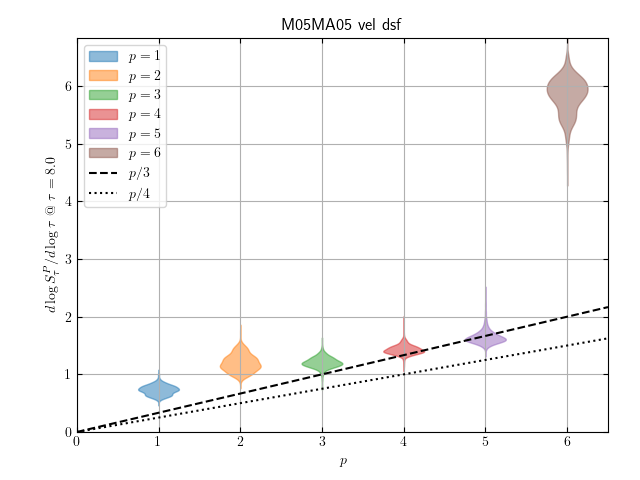 M05MA05 vel dsf
d log S_τ^P / d log τ @ τ = 8.0
6
5
4
3
2
1
0
p = 1
p = 2
p = 3
p = 4
p = 5
p = 6
p/3
p/4
0 1 2 3 4 5 6
p